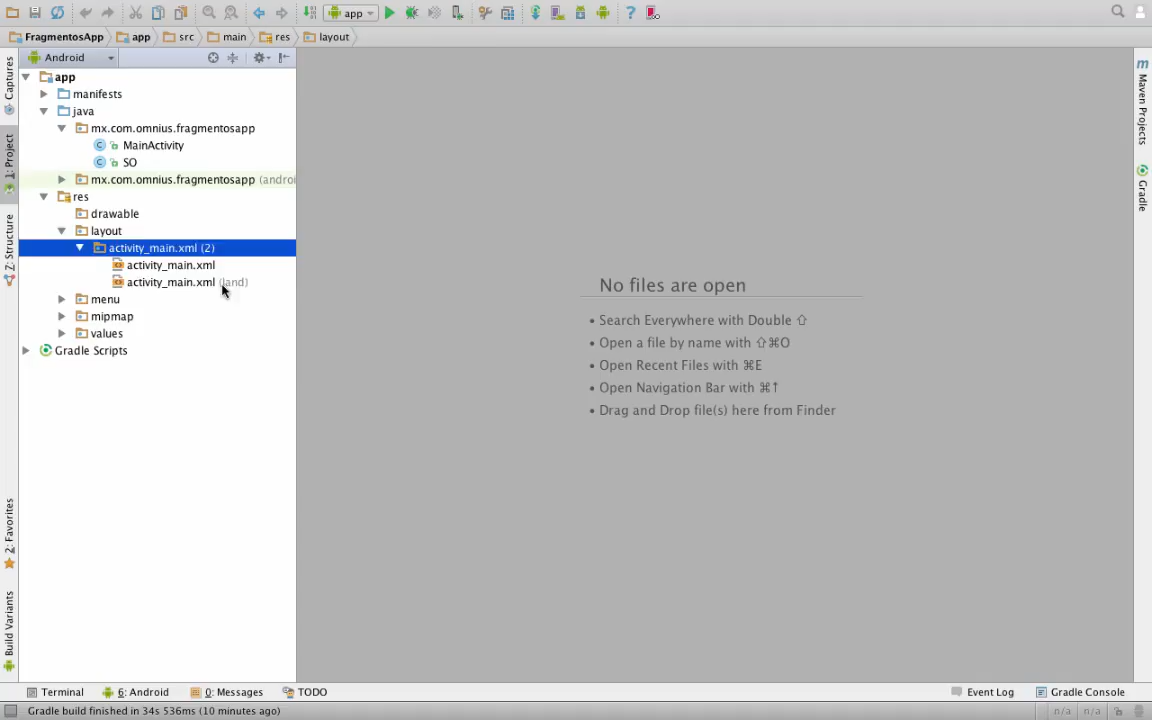 app
FragmentosApp app src main res layout
Android
app
manifests
java
mx.com.omnius.fragmentosapp
MainActivity
SO
mx.com.omnius.fragmentosapp (androi
res
drawable
layout
activity_main.xml (2)
activity_main.xml
activity_main.xml (land)
menu
mipmap
values
Gradle Scripts
Captures
1: Project
Z: Structure
2: Favorites
Build Variants
No files are open
• Search Everywhere with Double ⇧
• Open a file by name with ⇧⌘O
• Open Recent Files with ⌘E
• Open Navigation Bar with ⌘↑
• Drag and Drop file(s) here from Finder
m
Maven Projects
Gradle
Terminal 6: Android 0: Messages TODO Event Log Gradle Console
Gradle build finished in 34s 536ms (10 minutes ago) n/a n/a